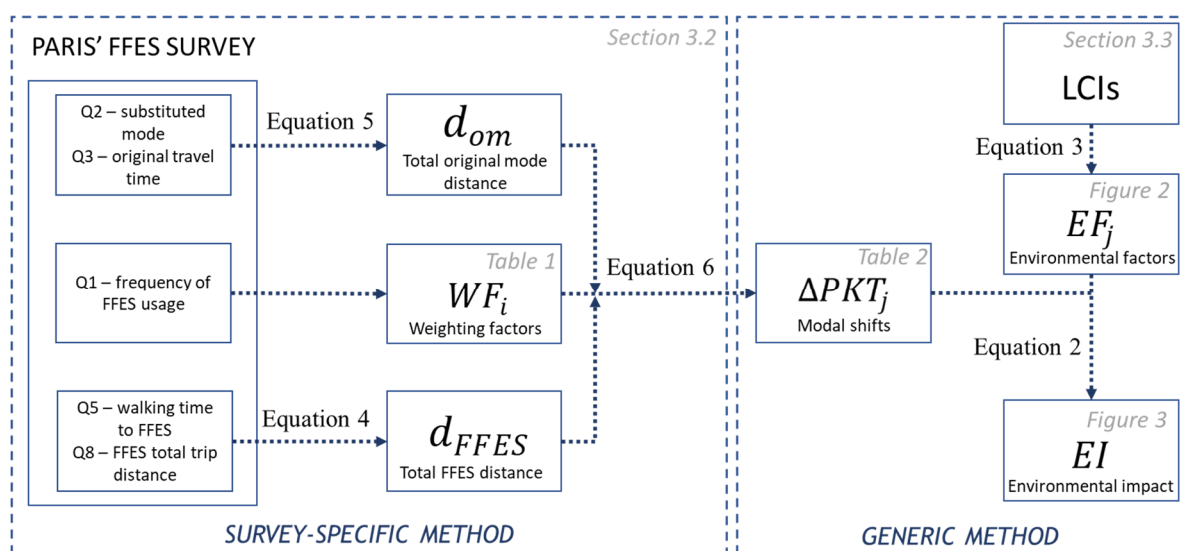 PARIS' FFES SURVEY
Section 3.2
Q2 – substituted
mode
Q3 – original travel
time
Equation 5
d_om
Total original mode
distance
Q1 – frequency of
FFES usage
Table 1
WF_i
Weighting factors
Equation 6
Q5 – walking time
to FFES
Q8 – FFES total trip
distance
Equation 4
d_FFES
Total FFES distance
SURVEY-SPECIFIC METHOD
Section 3.3
LCIs
Equation 3
Figure 2
EF_j
Environmental factors
Table 2
ΔPKT_j
Modal shifts
Equation 2
Figure 3
EI
Environmental impact
GENERIC METHOD